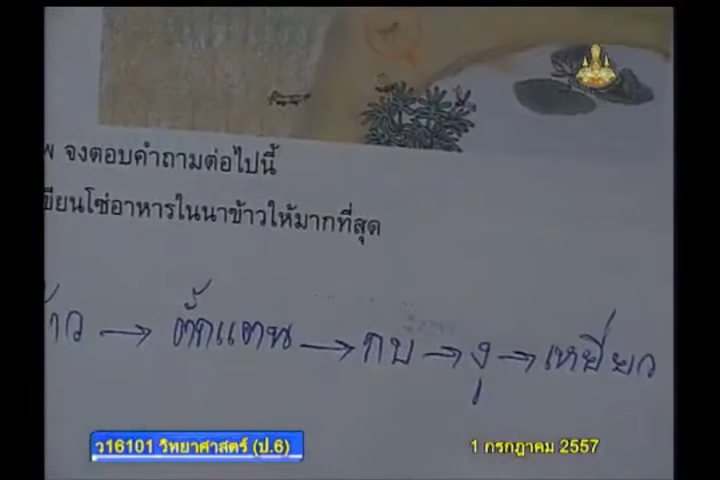 จงตอบคำถามต่อไปนี้
เขียนโซ่อาหารในนาข้าวให้มากที่สุด
ข้าว → ตั๊กแตน → กบ → งู → เหยี่ยว
ว16101 วิทยาศาสตร์ (ป.6)
1 กรกฎาคม 2557